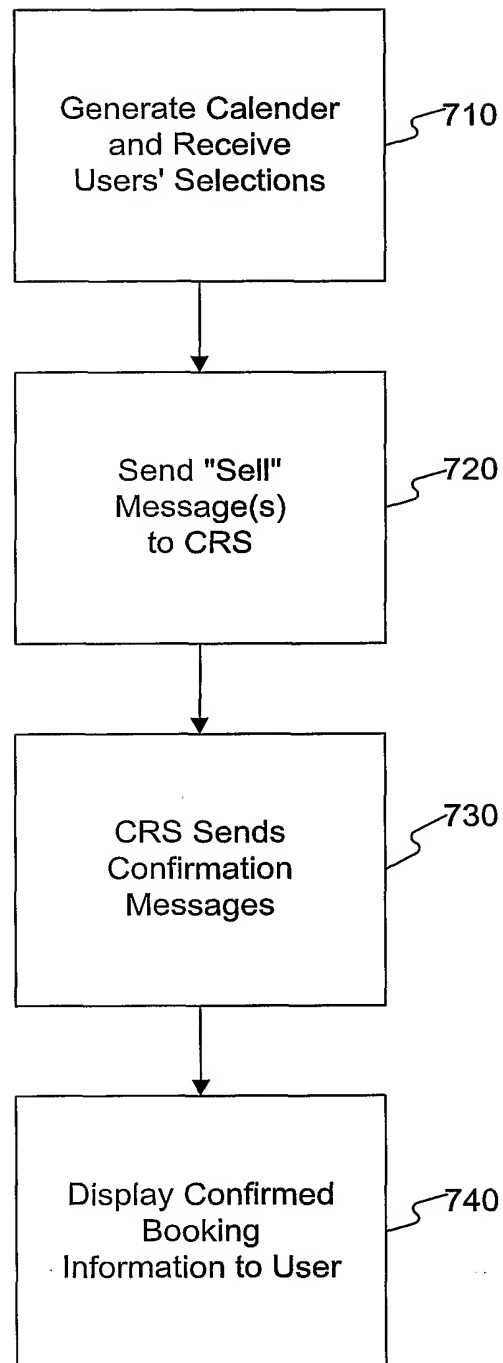 Generate Calender
and Receive
Users' Selections
710
Send "Sell"
Message(s)
to CRS
720
CRS Sends
Confirmation
Messages
730
Display Confirmed
Booking
Information to User
740